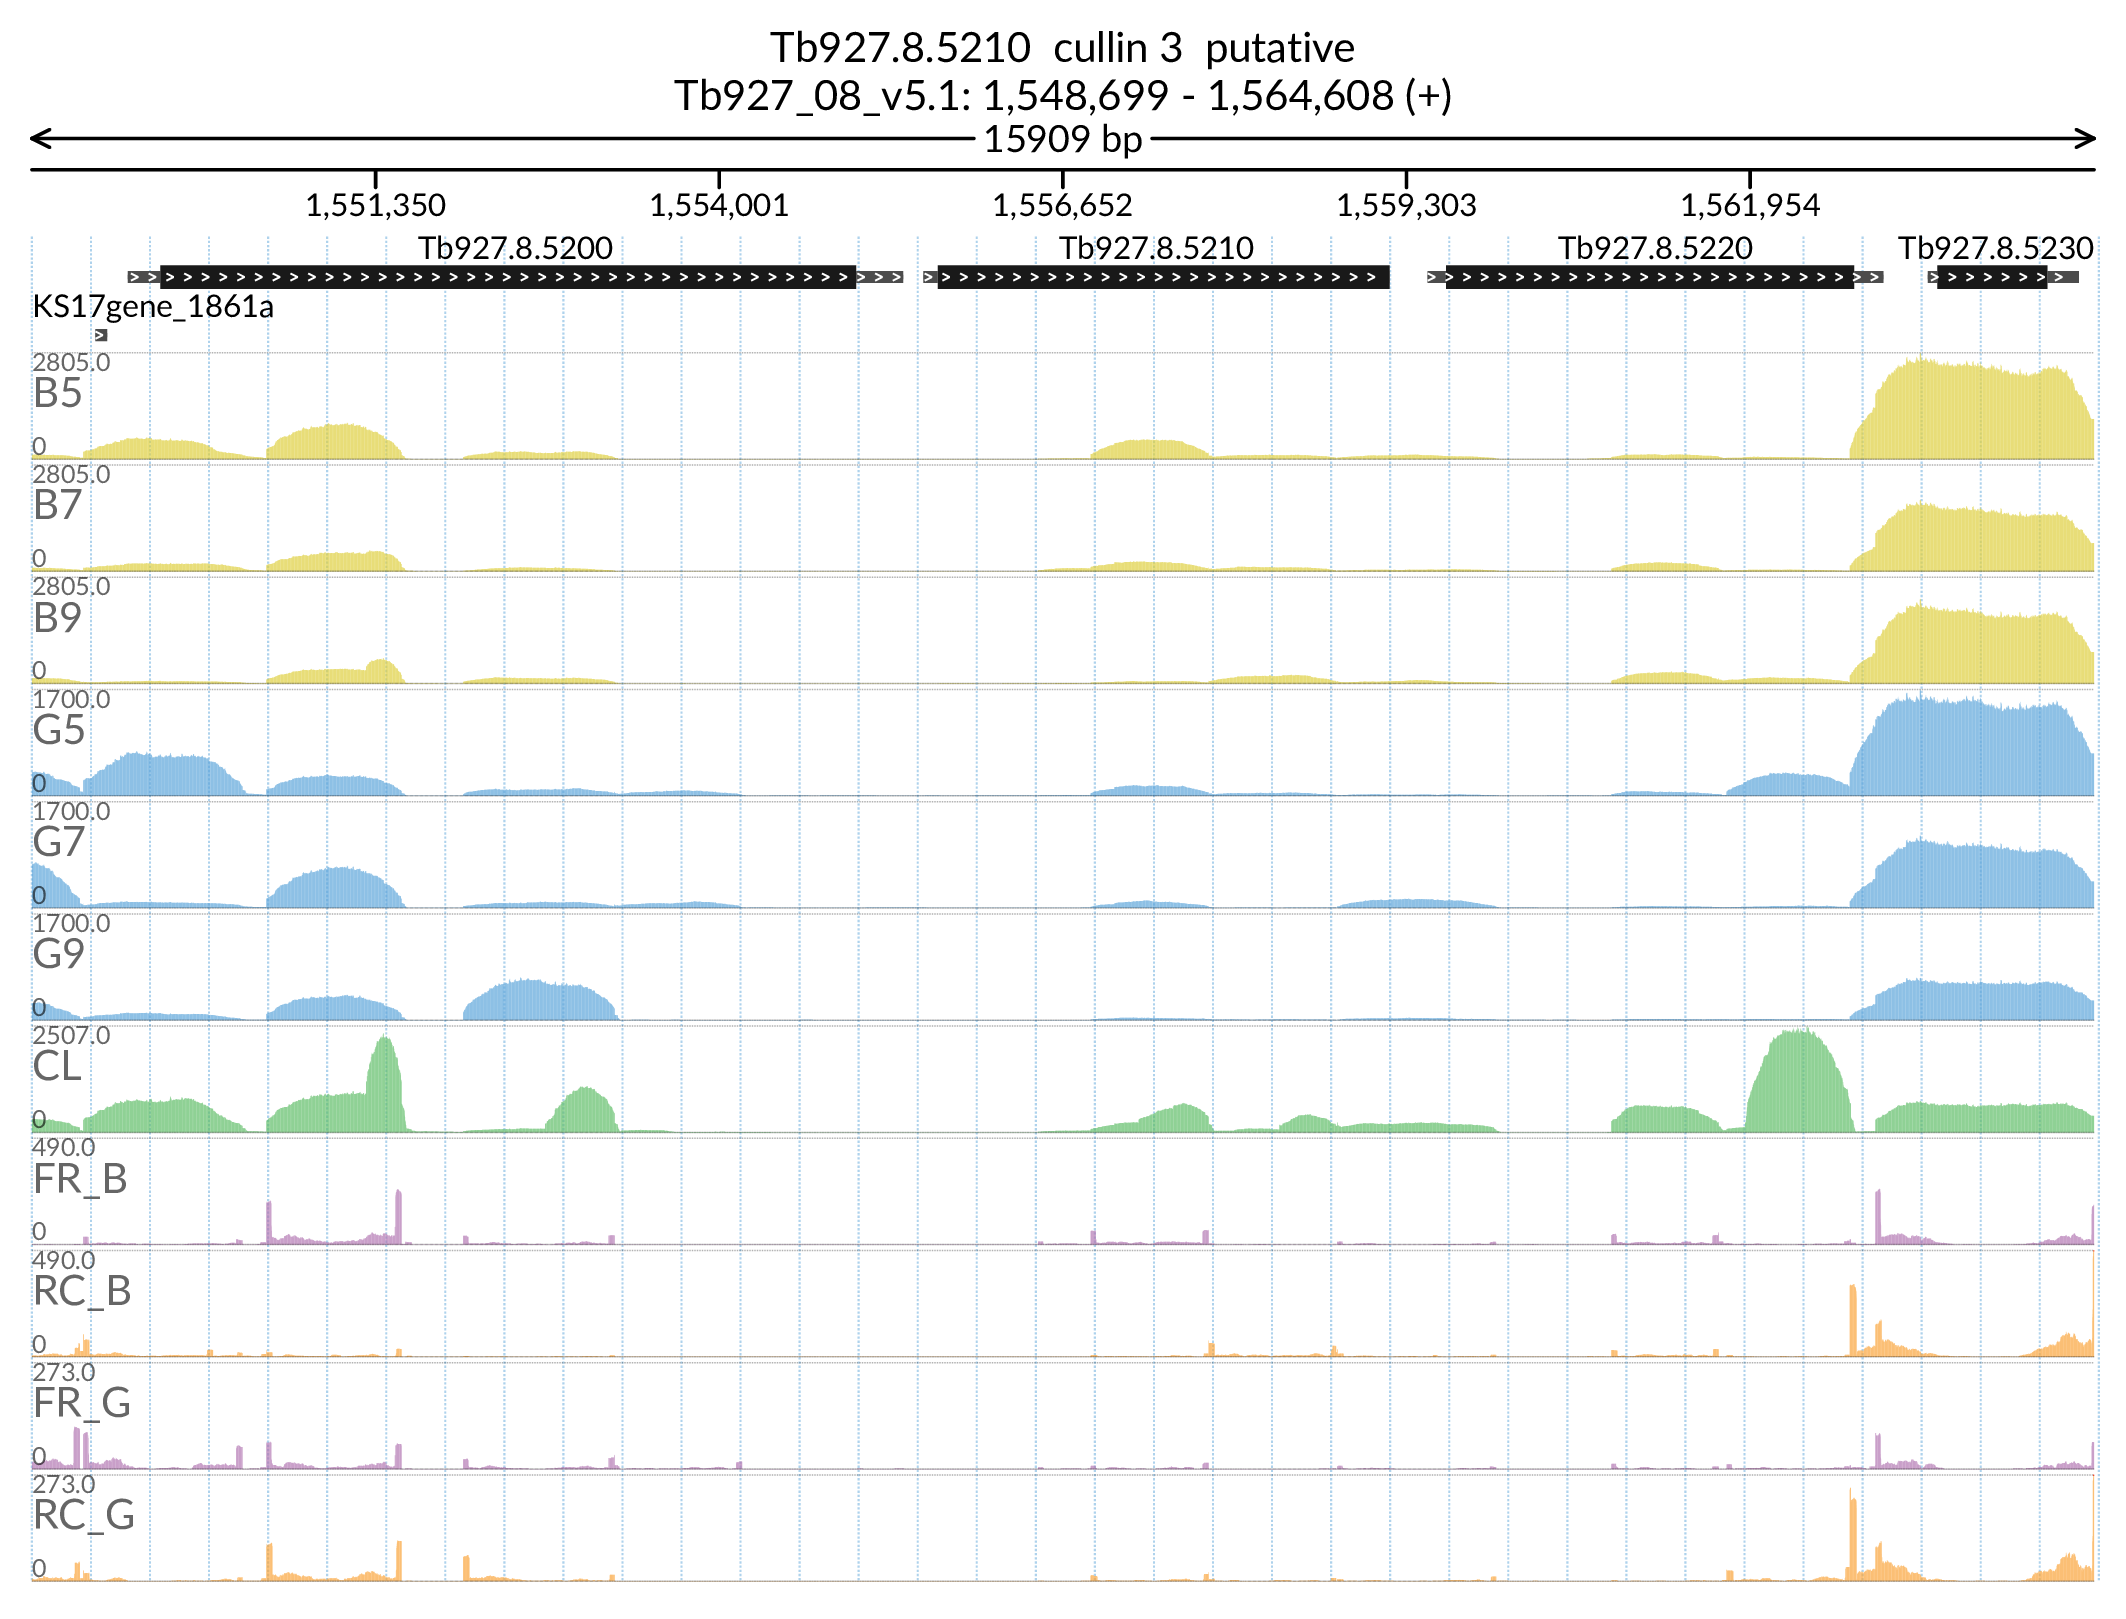 Tb927.8.5210 cullin 3 putative
Tb927_08_v5.1: 1,548,699 - 1,564,608 (+)
15909 bp
1,551,350 1,554,001 1,556,652 1,559,303 1,561,954
Tb927.8.5200 Tb927.8.5210 Tb927.8.5220 Tb927.8.5230
KS17gene_1861a
2805.0
B5
0
2805.0
B7
0
2805.0
B9
0
1700.0
G5
0
1700.0
G7
0
1700.0
G9
0
2507.0
CL
0
490.0
FR_B
0
490.0
RC_B
0
273.0
FR_G
0
273.0
RC_G
0